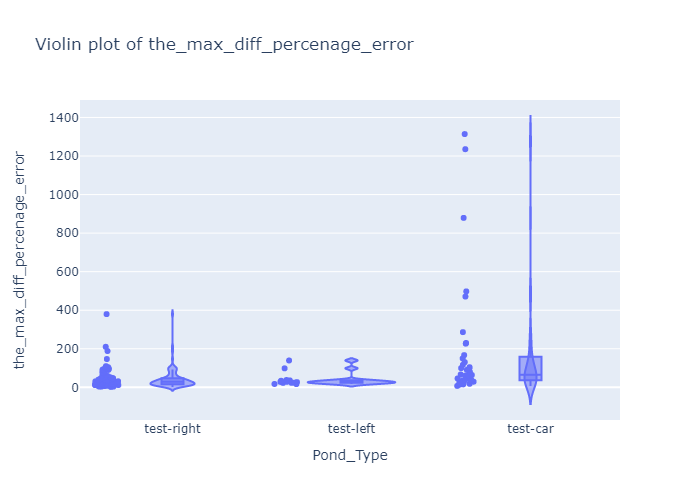 Violin plot of the_max_diff_percenage_error
the_max_diff_percenage_error
1400
1200
1000
800
600
400
200
0
test-right
test-left
test-car
Pond_Type